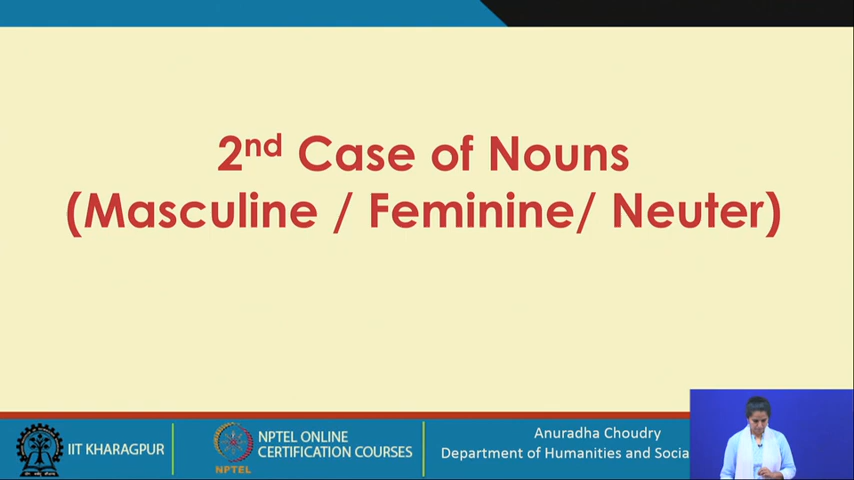 2nd Case of Nouns
(Masculine / Feminine/ Neuter)
IIT KHARAGPUR
NPTEL
NPTEL ONLINE
CERTIFICATION COURSES
Anuradha Choudry
Department of Humanities and Socia